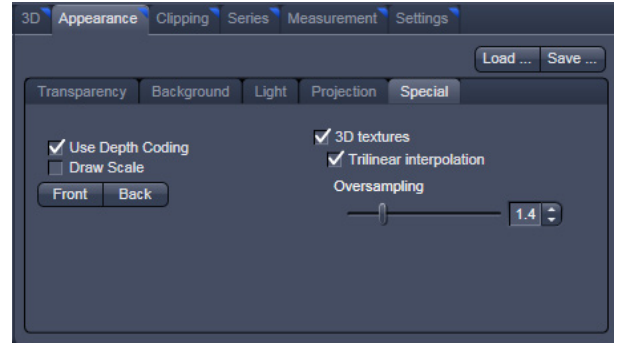 3D Appearance Clipping Series Measurement Settings
Load ... Save ...
Transparency Background Light Projection Special
Use Depth Coding
Draw Scale
Front Back
3D textures
Trilinear interpolation
Oversampling
1.4